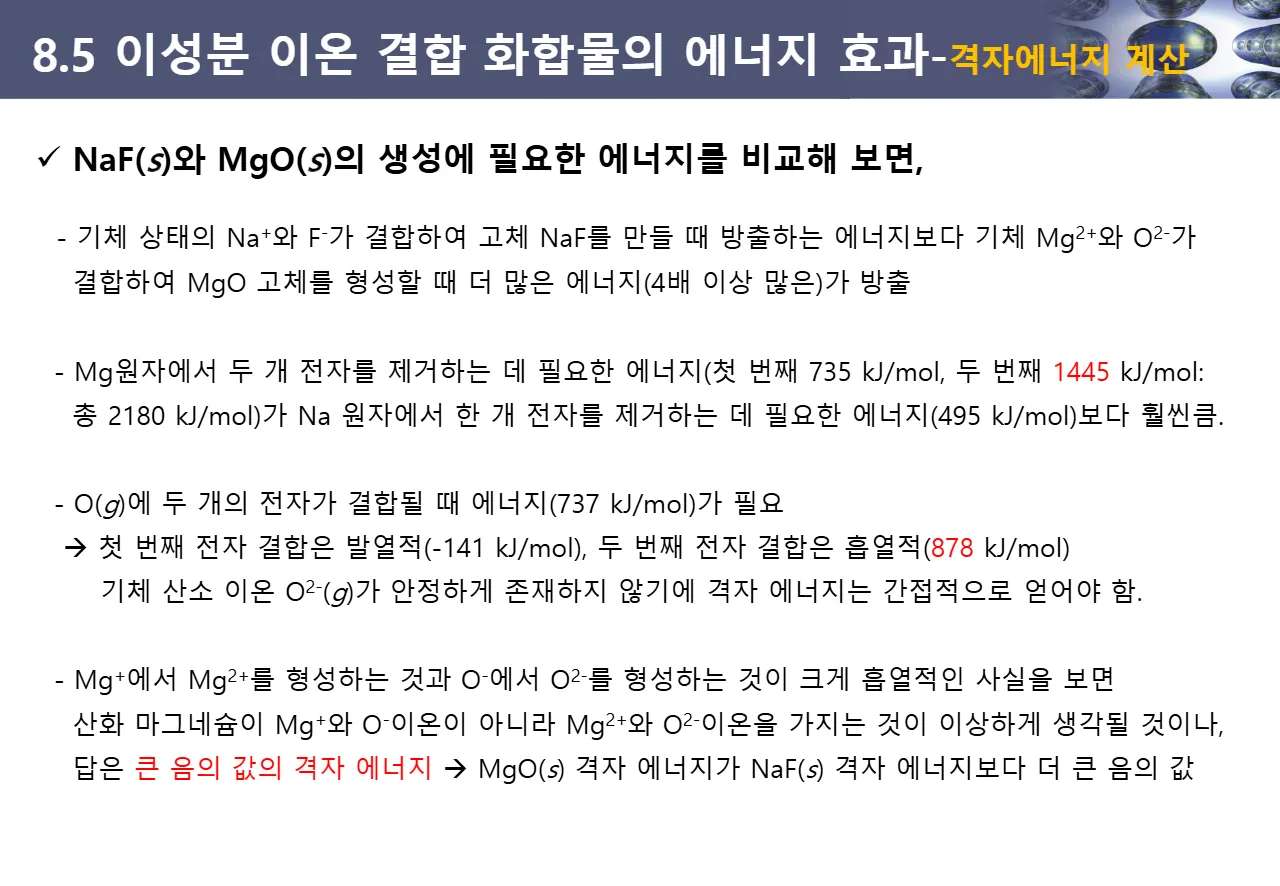 8.5 이성분 이온 결합 화합물의 에너지 효과-격자에너지 계산
✓ NaF(s)와 MgO(s)의 생성에 필요한 에너지를 비교해 보면,
- 기체 상태의 Na⁺와 F⁻가 결합하여 고체 NaF를 만들 때 방출하는 에너지보다 기체 Mg²⁺와 O²⁻가
결합하여 MgO 고체를 형성할 때 더 많은 에너지(4배 이상 많은)가 방출
- Mg원자에서 두 개 전자를 제거하는 데 필요한 에너지(첫 번째 735 kJ/mol, 두 번째 1445 kJ/mol:
총 2180 kJ/mol)가 Na 원자에서 한 개 전자를 제거하는 데 필요한 에너지(495 kJ/mol)보다 훨씬큼.
- O(g)에 두 개의 전자가 결합될 때 에너지(737 kJ/mol)가 필요
→ 첫 번째 전자 결합은 발열적(-141 kJ/mol), 두 번째 전자 결합은 흡열적(878 kJ/mol)
기체 산소 이온 O²⁻(g)가 안정하게 존재하지 않기에 격자 에너지는 간접적으로 얻어야 함.
- Mg⁺에서 Mg²⁺를 형성하는 것과 O⁻에서 O²⁻를 형성하는 것이 크게 흡열적인 사실을 보면
산화 마그네슘이 Mg⁺와 O⁻이온이 아니라 Mg²⁺와 O²⁻이온을 가지는 것이 이상하게 생각될 것이나,
답은 큰 음의 값의 격자 에너지 → MgO(s) 격자 에너지가 NaF(s) 격자 에너지보다 더 큰 음의 값